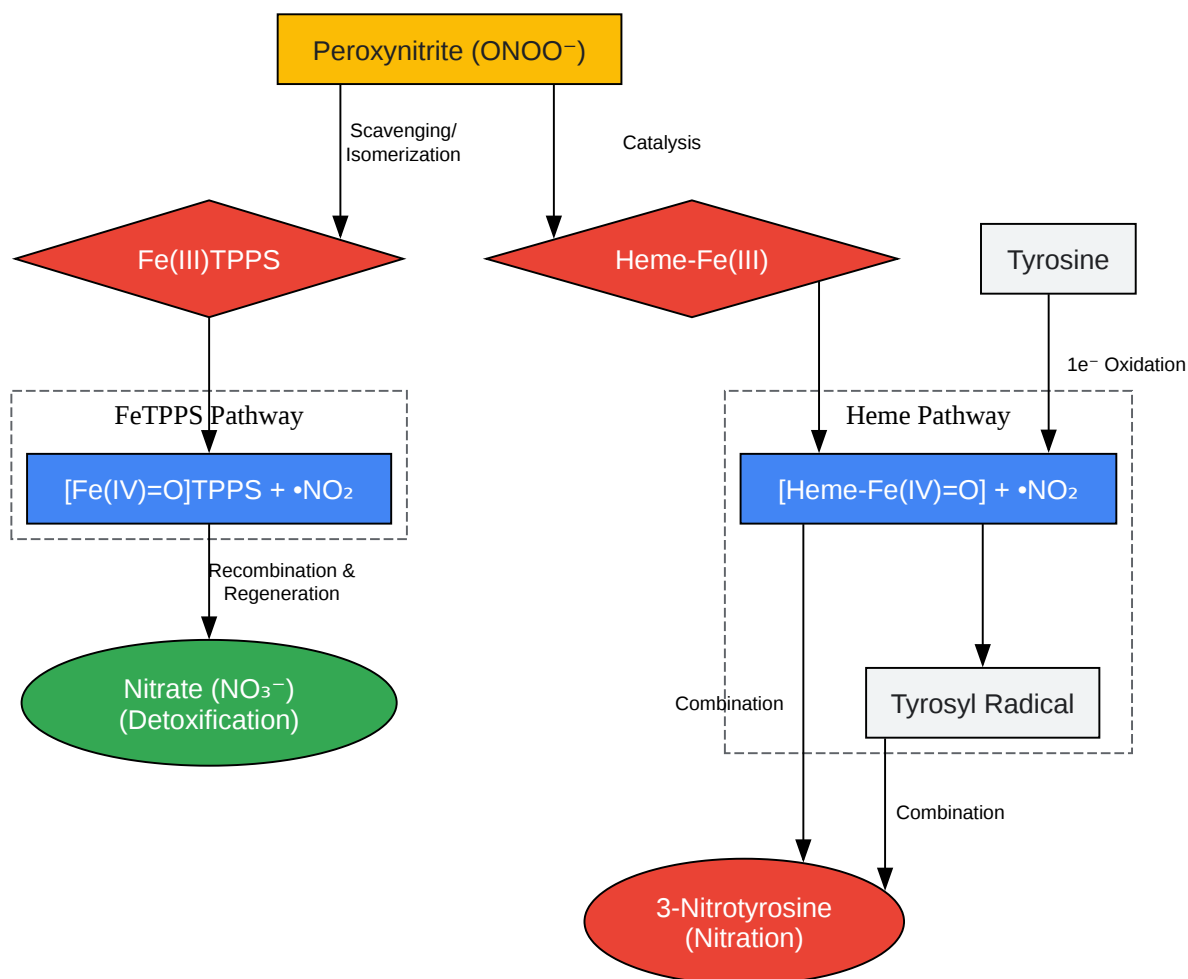 Peroxynitrite (ONOO⁻)
Scavenging/
Isomerization
Catalysis
Fe(III)TPPS
Heme-Fe(III)
Tyrosine
1e⁻ Oxidation
FeTPPS Pathway
Heme Pathway
[Fe(IV)=O]TPPS + •NO₂
[Heme-Fe(IV)=O] + •NO₂
Recombination &
Regeneration
Nitrate (NO₃⁻)
(Detoxification)
Combination
Tyrosyl Radical
Combination
3-Nitrotyrosine
(Nitration)